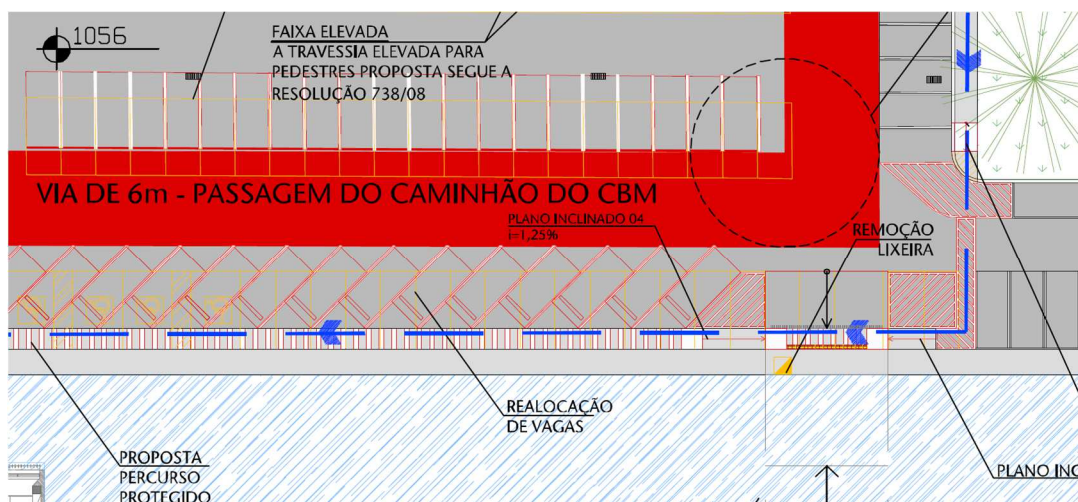 1056
FAIXA ELEVADA
A TRAVESSIA ELEVADA PARA
PEDESTRES PROPOSTA SEGUE A
RESOLUÇÃO 738/08
VIA DE 6m - PASSAGEM DO CAMINHÃO DO CBM
PLANO INCLINADO 04
i=1,25%
REMOÇÃO
LIXEIRA
REALOCAÇÃO
DE VAGAS
PROPOSTA
PERCURSO
PROTEGIDO
PLANO INC